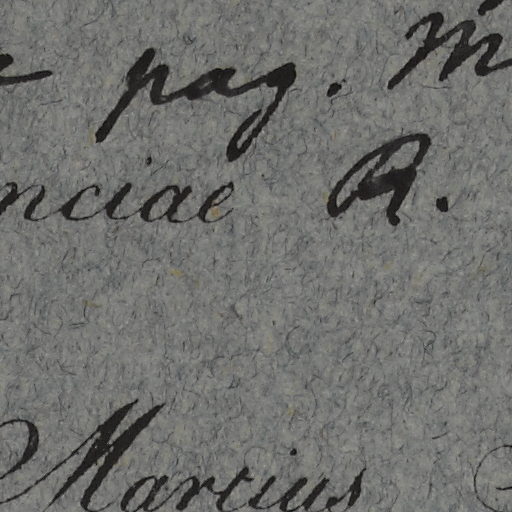 pag.
nciae R.
Martius